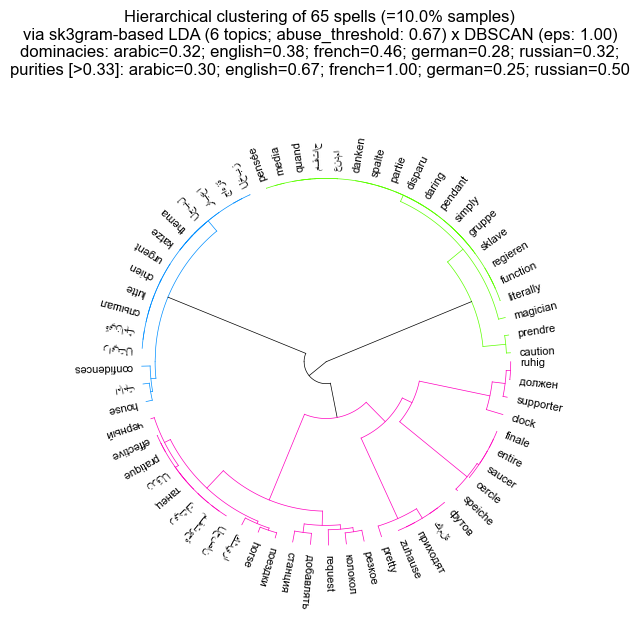 Hierarchical clustering of 65 spells (=10.0% samples)
via sk3gram-based LDA (6 topics; abuse_threshold: 0.67) x DBSCAN (eps: 1.00)
dominacies: arabic=0.32; english=0.38; french=0.46; german=0.28; russian=0.32;
purities [>0.33]: arabic=0.30; english=0.67; french=1.00; german=0.25; russian=0.50
pensée
media
quand
danken
spalte
partie
disparu
daring
pendant
simply
gruppe
sklave
regieren
function
literally
magician
prendre
caution
ruhig
должен
supporter
clock
finale
entire
saucer
cercle
speiche
футов
приходят
zuhause
pretty
резкое
колокол
request
добавлять
станция
поездки
horse
танец
pratique
effective
черный
house
confidences
слышал
lutte
chien
urgent
katze
thema